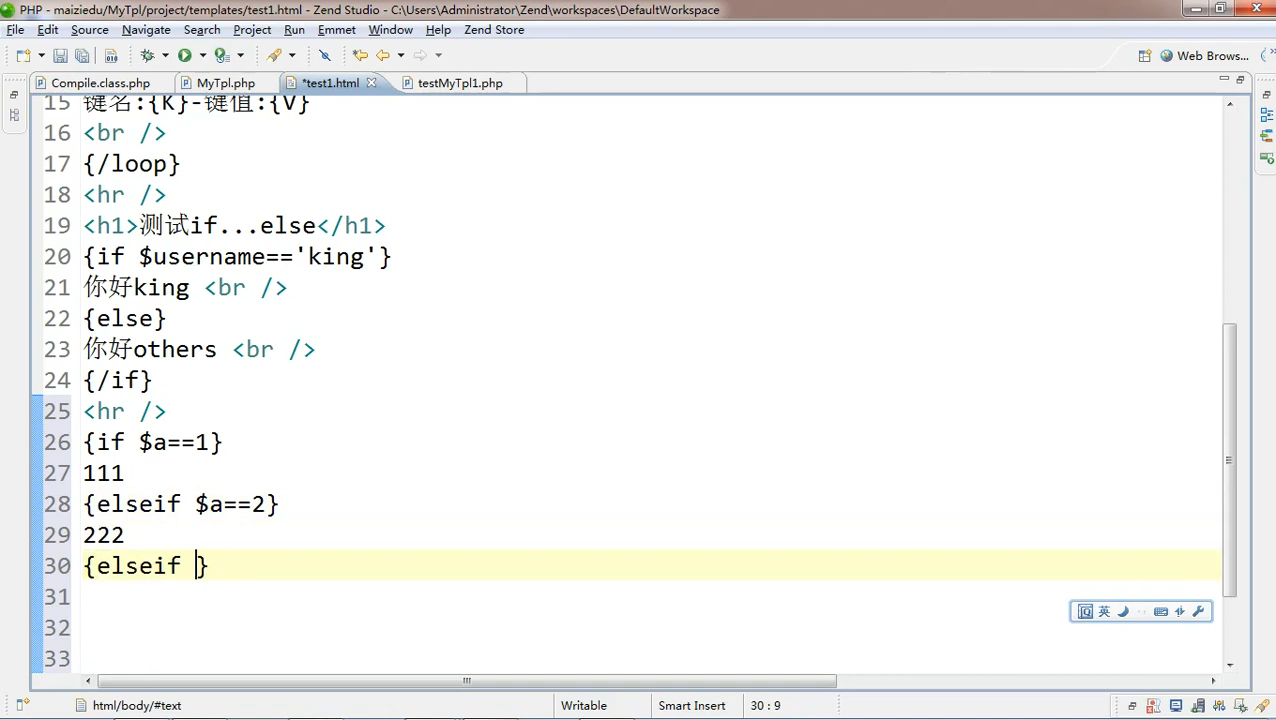 PHP - maiziedu/MyTpl/project/templates/test1.html - Zend Studio - C:\Users\Administrator\Zend\workspaces\DefaultWorkspace
File Edit Source Navigate Search Project Run Emmet Window Help Zend Store
Web Brows...
Compile.class.php MyTpl.php *test1.html testMyTpl1.php
15 键名:{K}-键值:{V}
16 <br />
17 {/loop}
18 <hr />
19 <h1>测试if...else</h1>
20 {if $username=='king'}
21 你好king <br />
22 {else}
23 你好others <br />
24 {/if}
25 <hr />
26 {if $a==1}
27 111
28 {elseif $a==2}
29 222
30 {elseif }
31
英
32
33
html/body/#text Writable Smart Insert 30 : 9